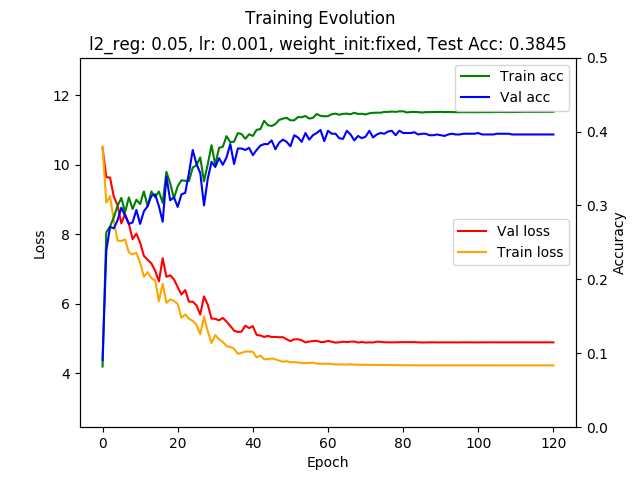 Training Evolution
l2_reg: 0.05, lr: 0.001, weight_init:fixed, Test Acc: 0.3845
Train acc
Val acc
Val loss
Train loss
Loss
12
10
8
6
4
Accuracy
0.5
0.4
0.3
0.2
0.1
0.0
0 20 40 60 80 100 120
Epoch